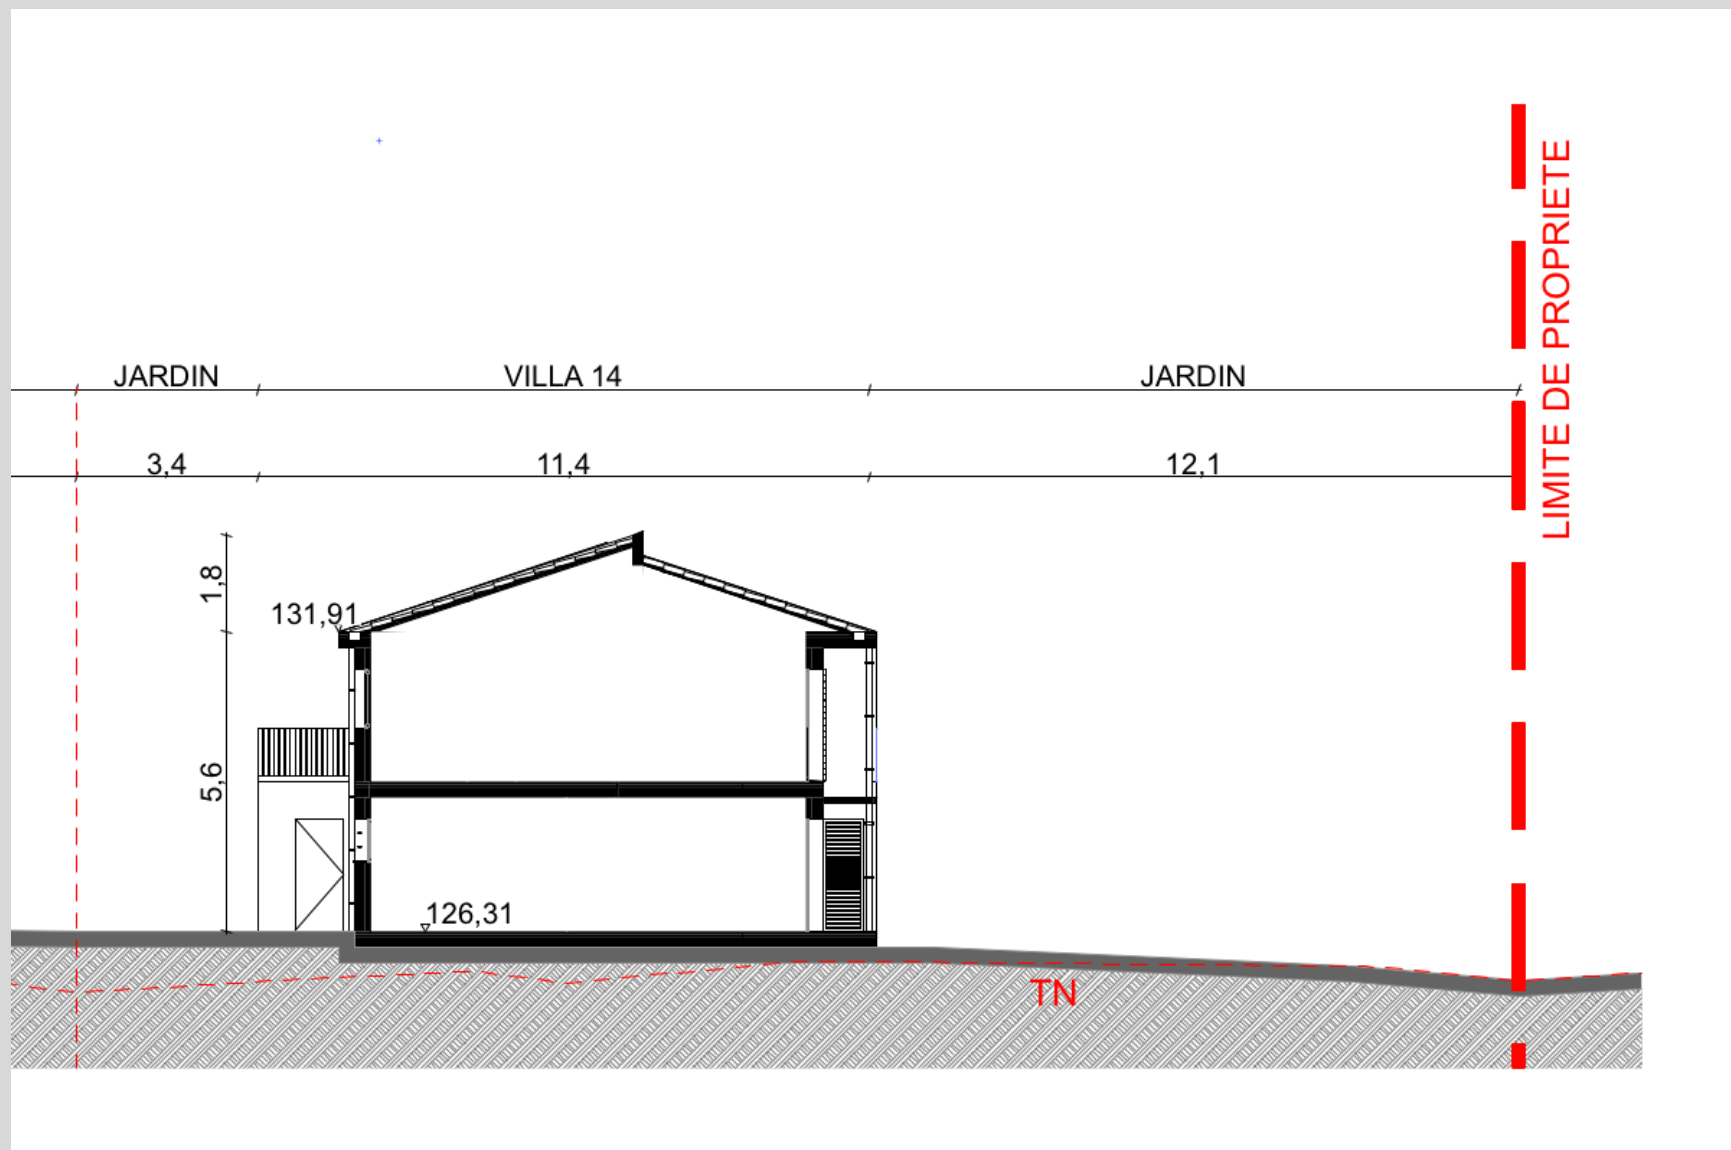 LIMITE DE PROPRIETE
JARDIN
VILLA 14
JARDIN
3,4
11,4
12,1
1,8
131,91
5,6
126,31
TN